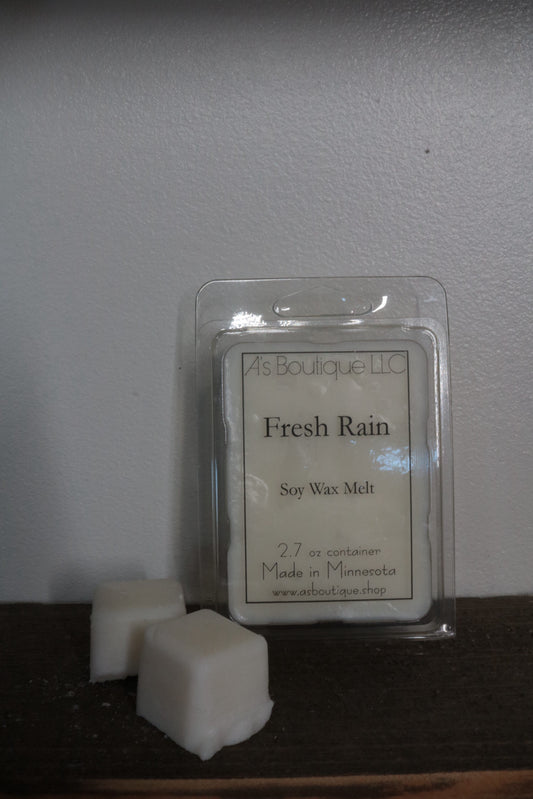 A's Boutique LLC
Fresh Rain
Soy Wax Melt
2.7 oz container
Made in Minnesota
www.asboutique.shop